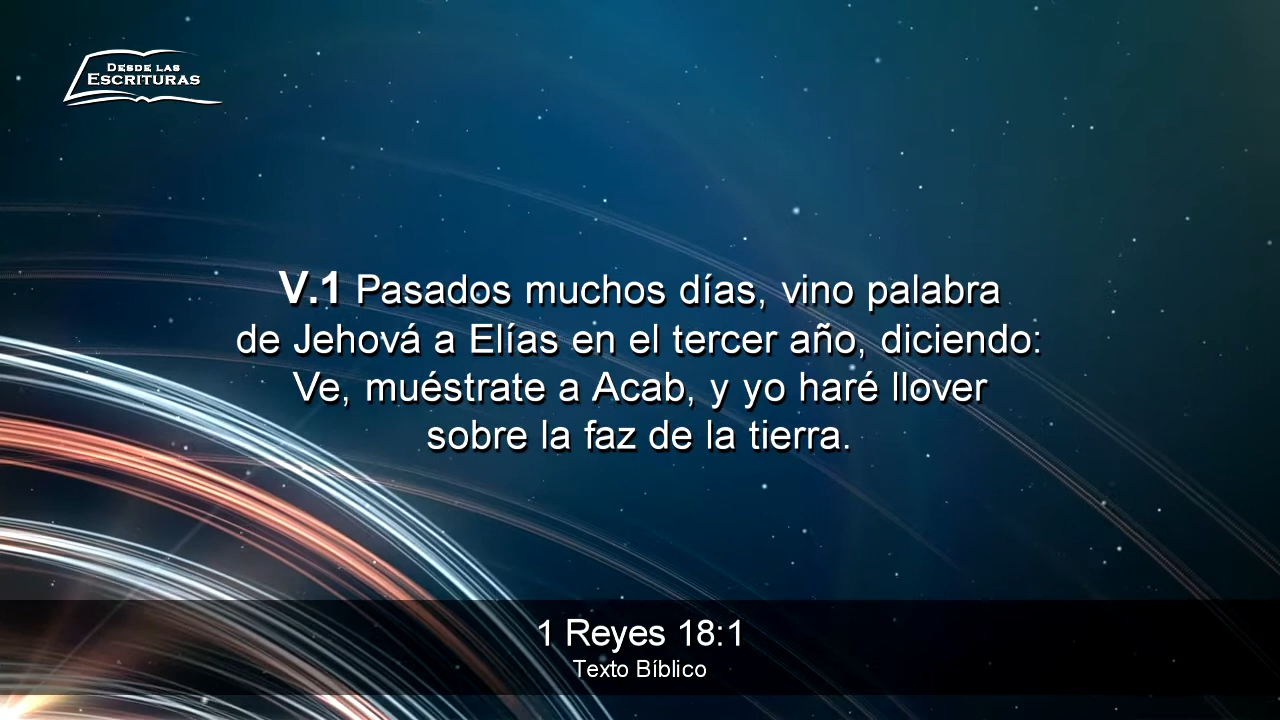 DESDE LAS
ESCRITURAS
V.1 Pasados muchos días, vino palabra
de Jehová a Elías en el tercer año, diciendo:
Ve, muéstrate a Acab, y yo haré llover
sobre la faz de la tierra.
1 Reyes 18:1
Texto Bíblico